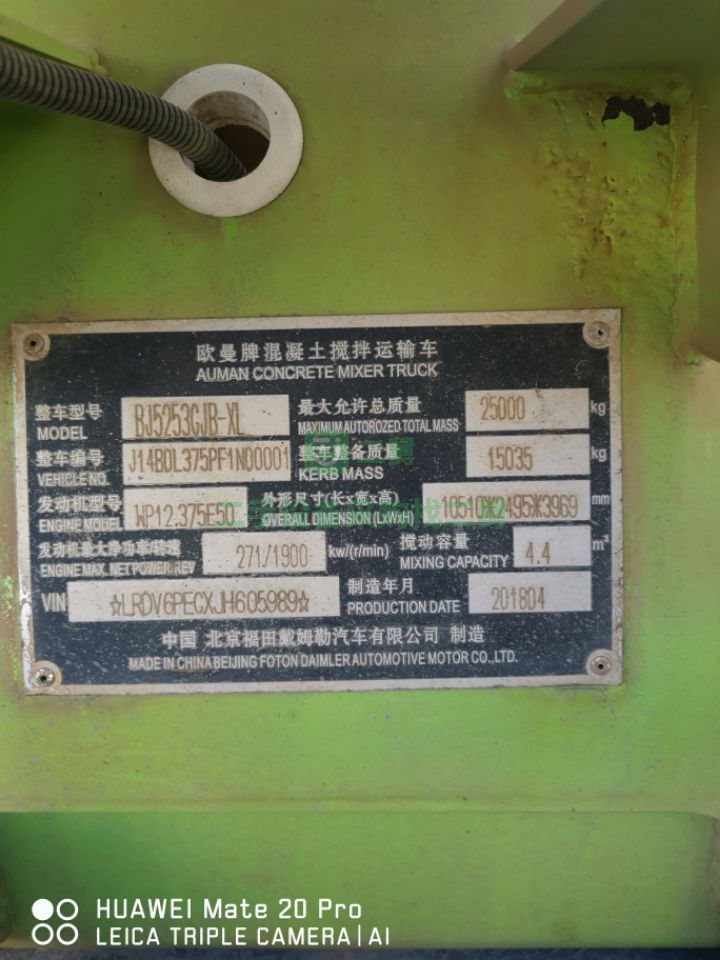 欧曼牌混凝土搅拌运输车
AUMAN CONCRETE MIXER TRUCK
整车型号 MODEL BJ5253GJB-XL
最大允许总质量 MAXIMUM AUTOROZED TOTAL MASS 25000 kg
整车编号 VEHICLE NO. J14B0L375PF1N00001
整车整备质量 KERB MASS 15035 kg
发动机型号 ENGINE MODEL WP12.375E50
外形尺寸(长x宽x高) OVERALL DIMENSION (LxWxH) 10510Ж2495Ж3969 mm
发动机最大净功率/转速 ENGINE MAX. NET POWER/REV 271/1900 kw/(r/min)
搅动容量 MIXING CAPACITY 4.4 m³
VIN ☆LRDV6PECXJH605989☆
制造年月 PRODUCTION DATE 201804
中国 北京福田戴姆勒汽车有限公司 制造
MADE IN CHINA BEIJING FOTON DAIMLER AUTOMOTIVE MOTOR CO.,LTD.
HUAWEI Mate 20 Pro
LEICA TRIPLE CAMERA | AI